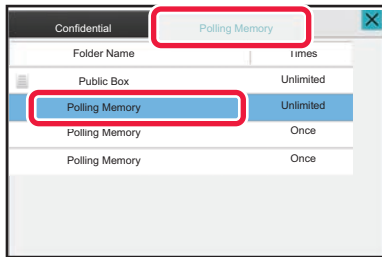 Confidential Polling Memory
Folder Name Times
Public Box Unlimited
Polling Memory Unlimited
Polling Memory Once
Polling Memory Once